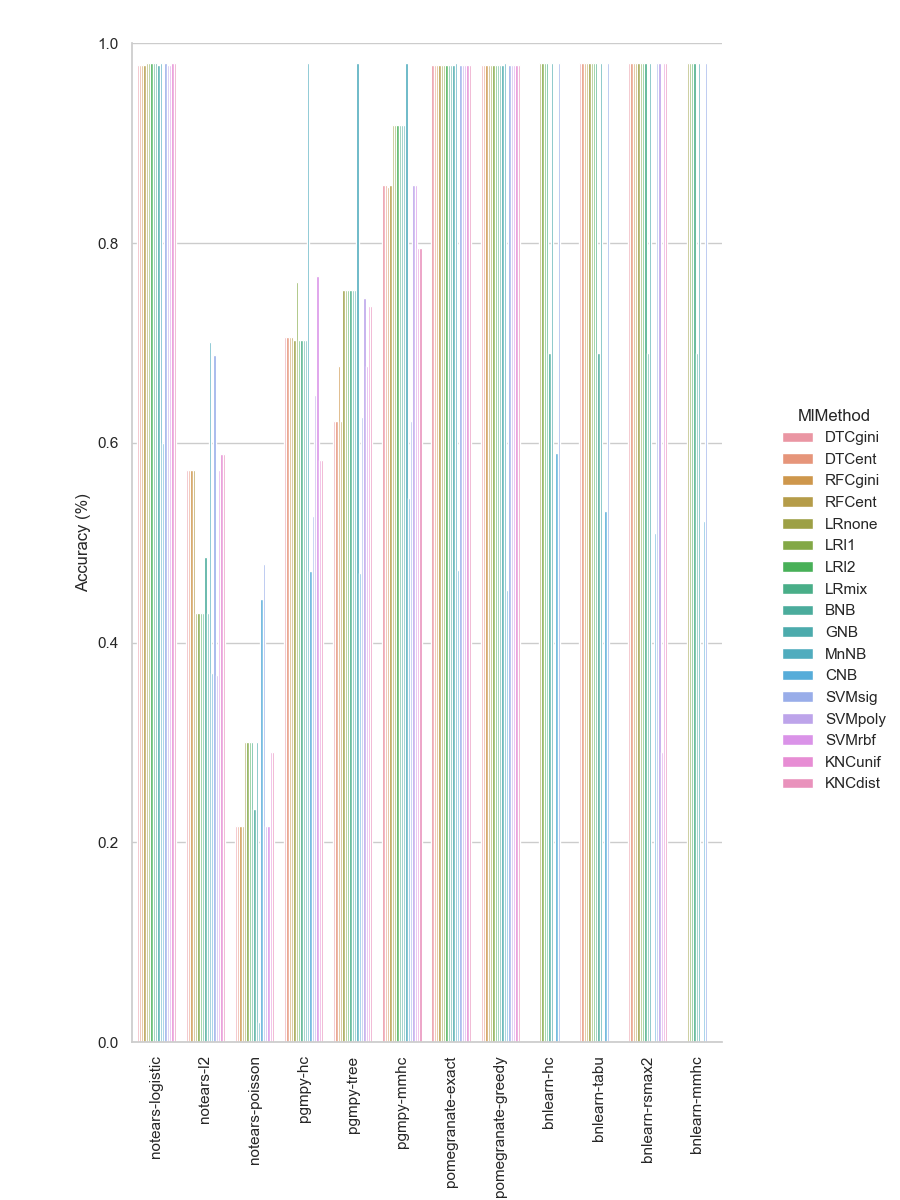 1.0
0.8
0.6
0.4
0.2
0.0
Accuracy (%)
notears-logistic
notears-l2
notears-poisson
pgmpy-hc
pgmpy-tree
pgmpy-mmhc
pomegranate-exact
pomegranate-greedy
bnlearn-hc
bnlearn-tabu
bnlearn-rsmax2
bnlearn-mmhc
MlMethod
DTCgini
DTCent
RFCgini
RFCent
LRnone
LRl1
LRl2
LRmix
BNB
GNB
MnNB
CNB
SVMsig
SVMpoly
SVMrbf
KNCunif
KNCdist